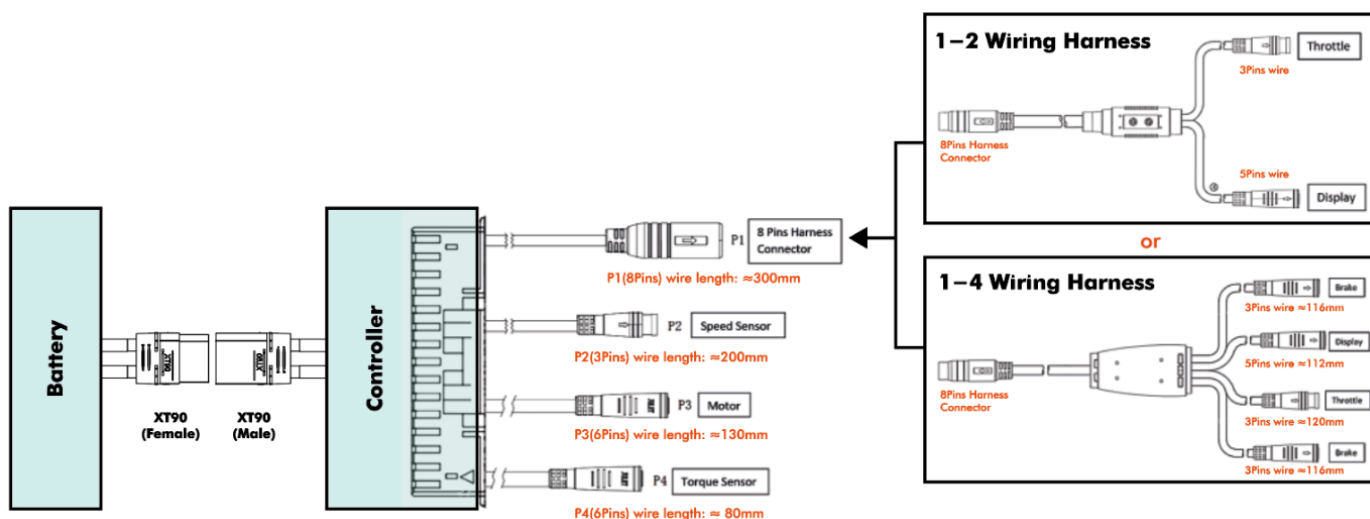 Battery
XT90
(Female)
XT90
(Male)
Controller
P1
8 Pins Harness
Connector
P1(8Pins) wire length: ≈300mm
P2
Speed Sensor
P2(3Pins) wire length: ≈200mm
P3
Motor
P3(6Pins) wire length: ≈130mm
P4
Torque Sensor
P4(6Pins) wire length: ≈ 80mm
1–2 Wiring Harness
Throttle
3Pins wire
8Pins Harness
Connector
5Pins wire
Display
or
1–4 Wiring Harness
Brake
3Pins wire ≈116mm
Display
5Pins wire ≈112mm
8Pins Harness
Connector
Throttle
3Pins wire ≈120mm
Brake
3Pins wire ≈116mm